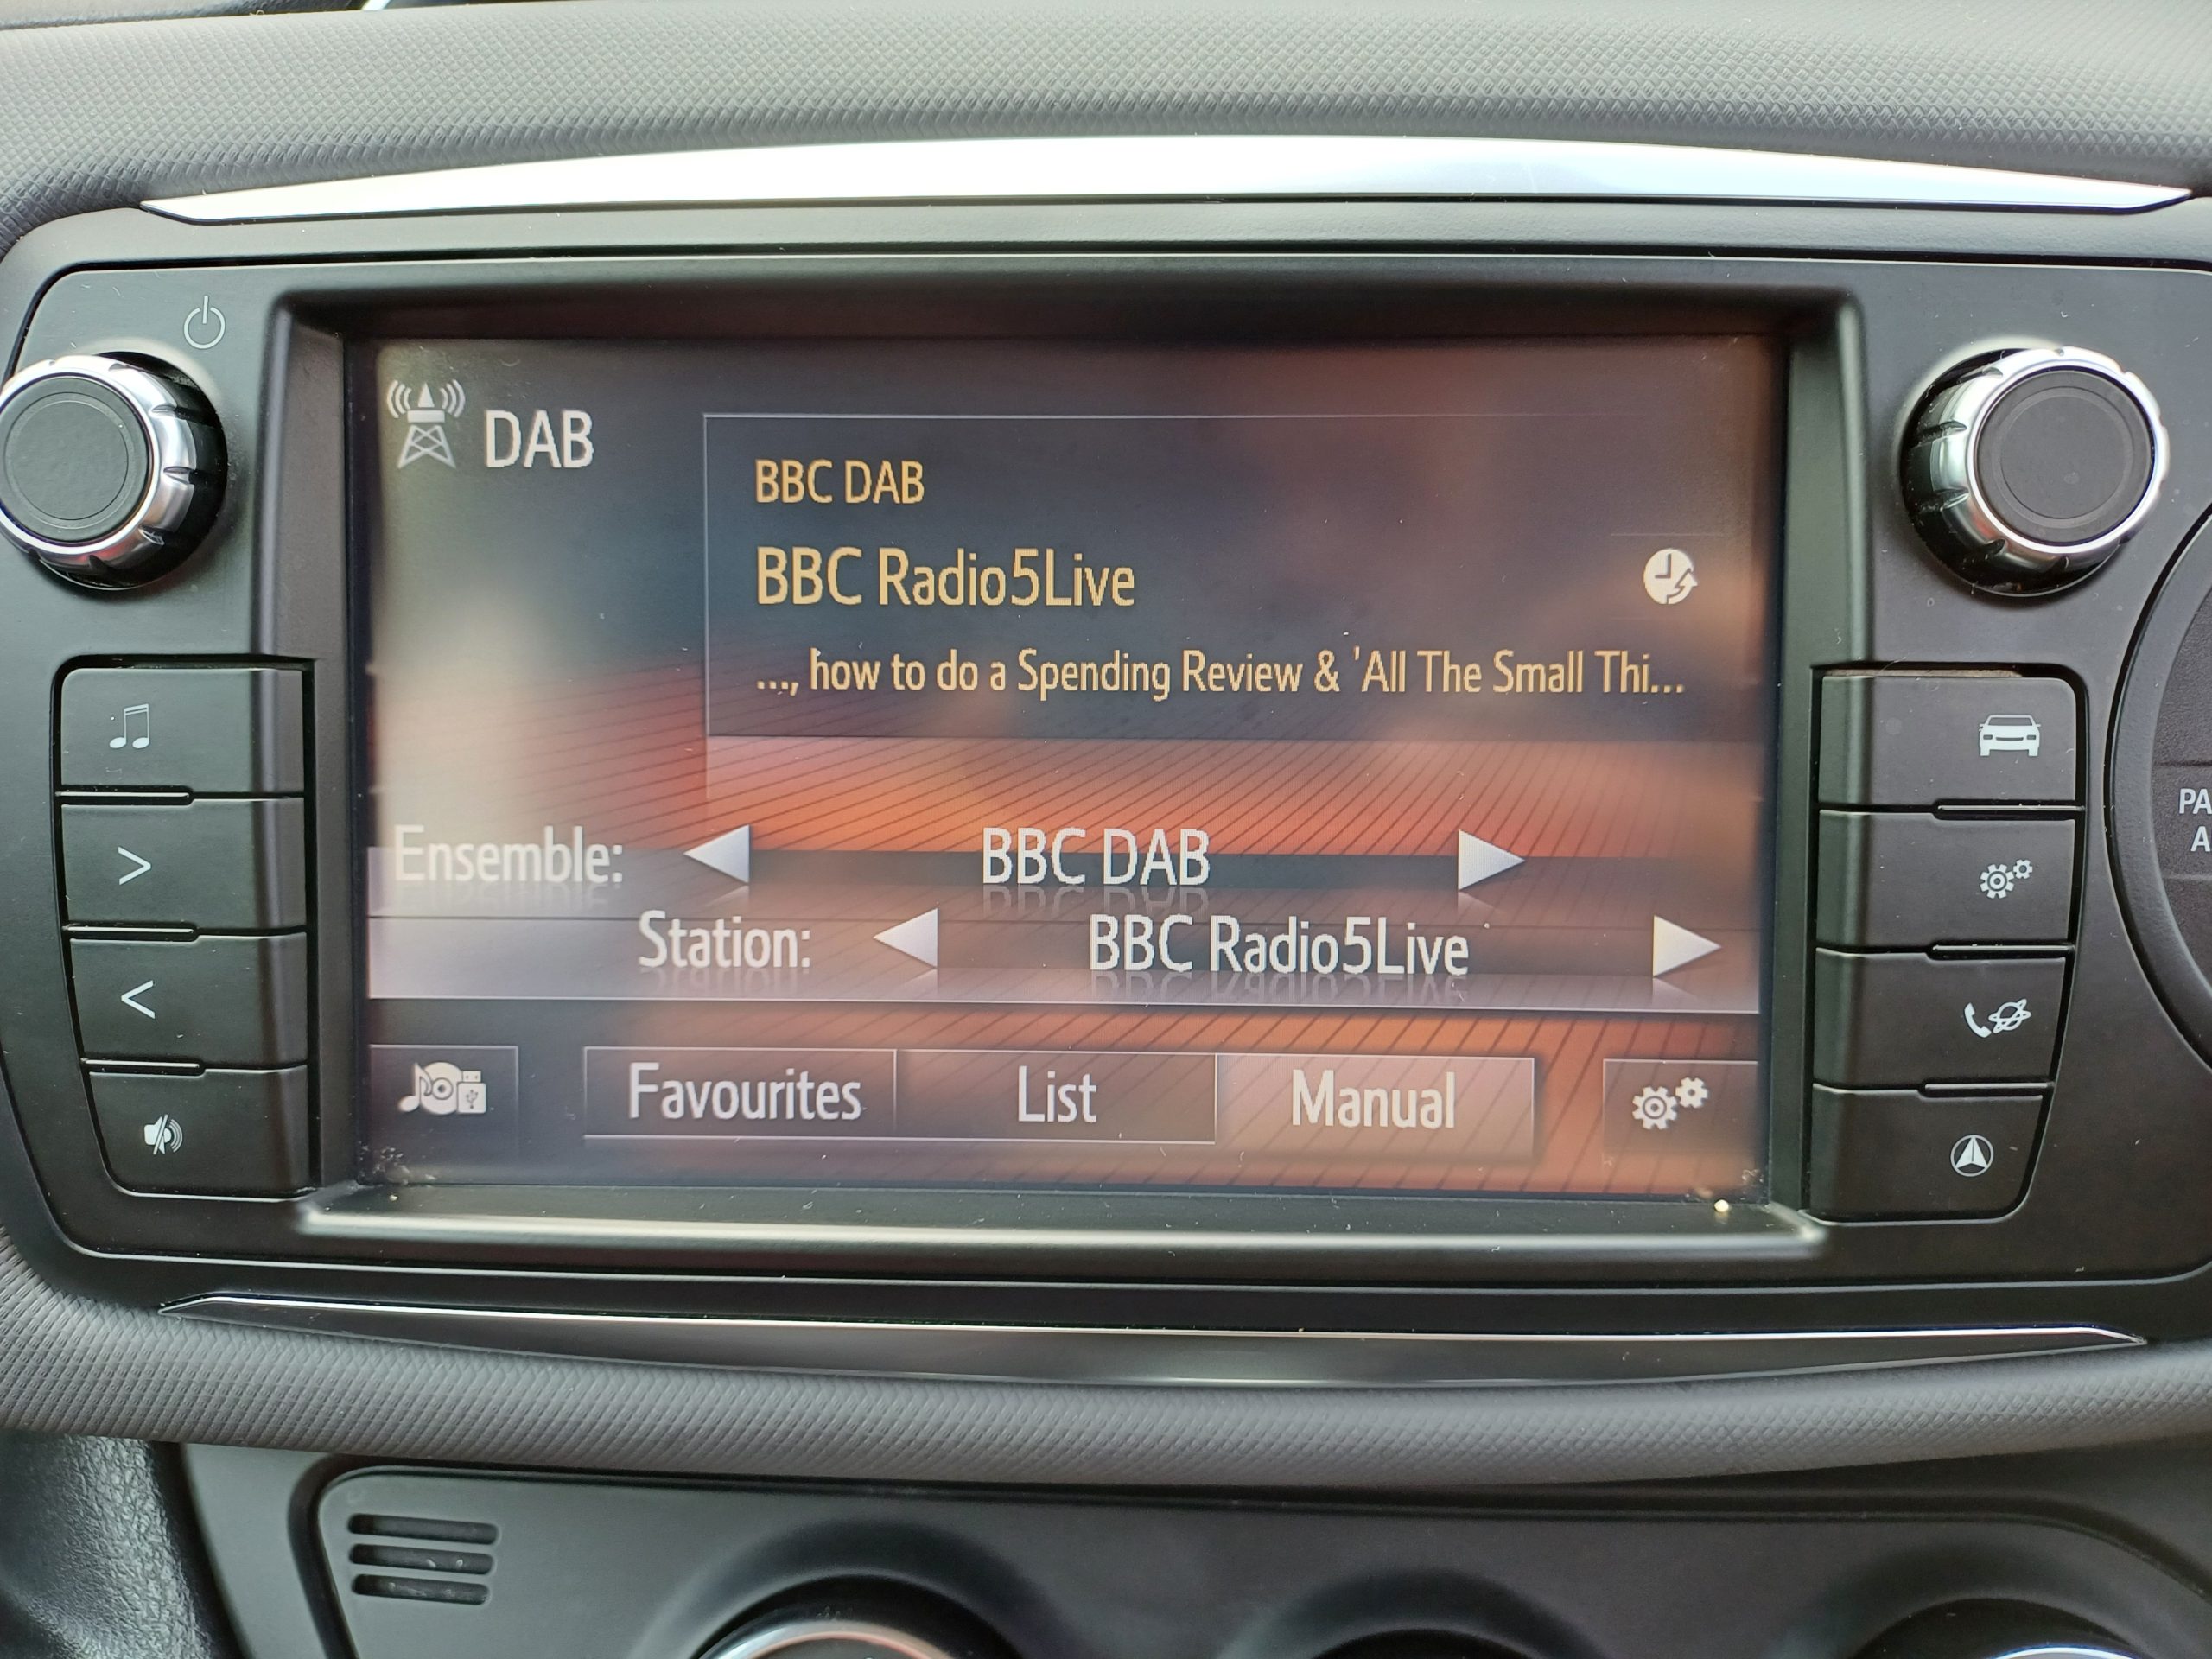 DAB
BBC DAB
BBC Radio5Live
..., how to do a Spending Review & 'All The Small Thi...
Ensemble: BBC DAB
Station: BBC Radio5Live
Favourites List Manual
PA
A